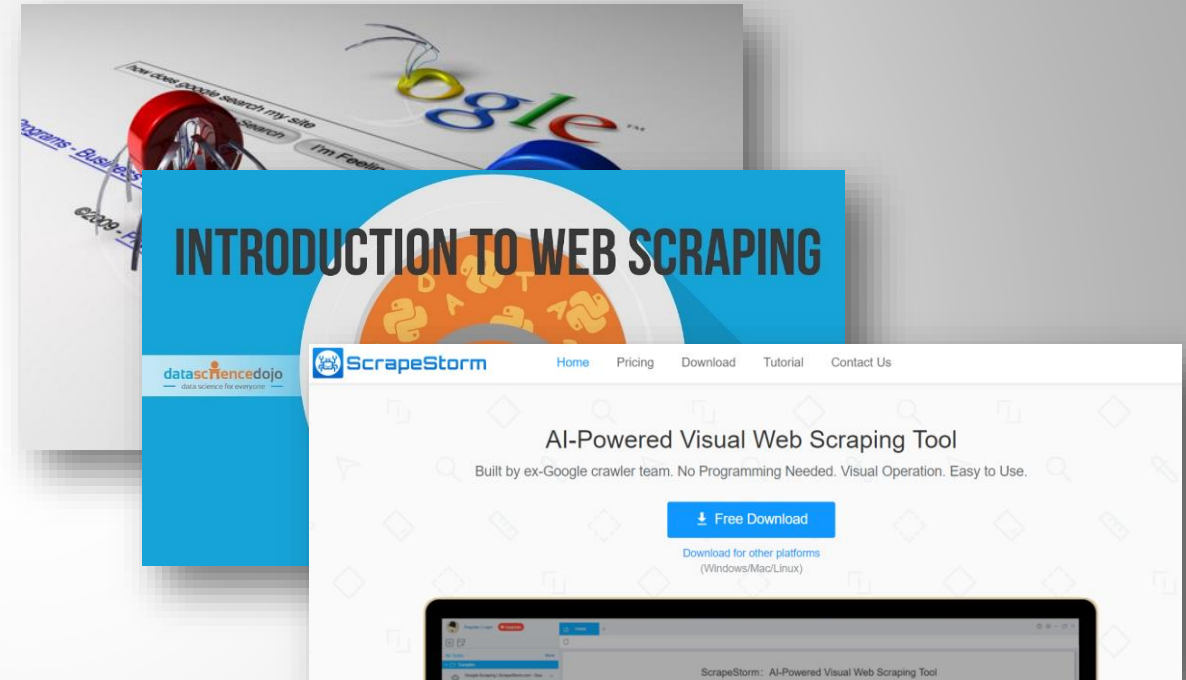 how does google search my site
ogle
TM
Search
I'm Feelin
Programs - Business
©2009 - P
INTRODUCTION TO WEB SCRAPING
D
T
A
A
datasciencedojo
data science for everyone
ScrapeStorm
Home Pricing Download Tutorial Contact Us
AI-Powered Visual Web Scraping Tool
Built by ex-Google crawler team. No Programming Needed. Visual Operation. Easy to Use.
Free Download
Download for other platforms
(Windows/Mac/Linux)
ScrapeStorm: AI-Powered Visual Web Scraping Tool